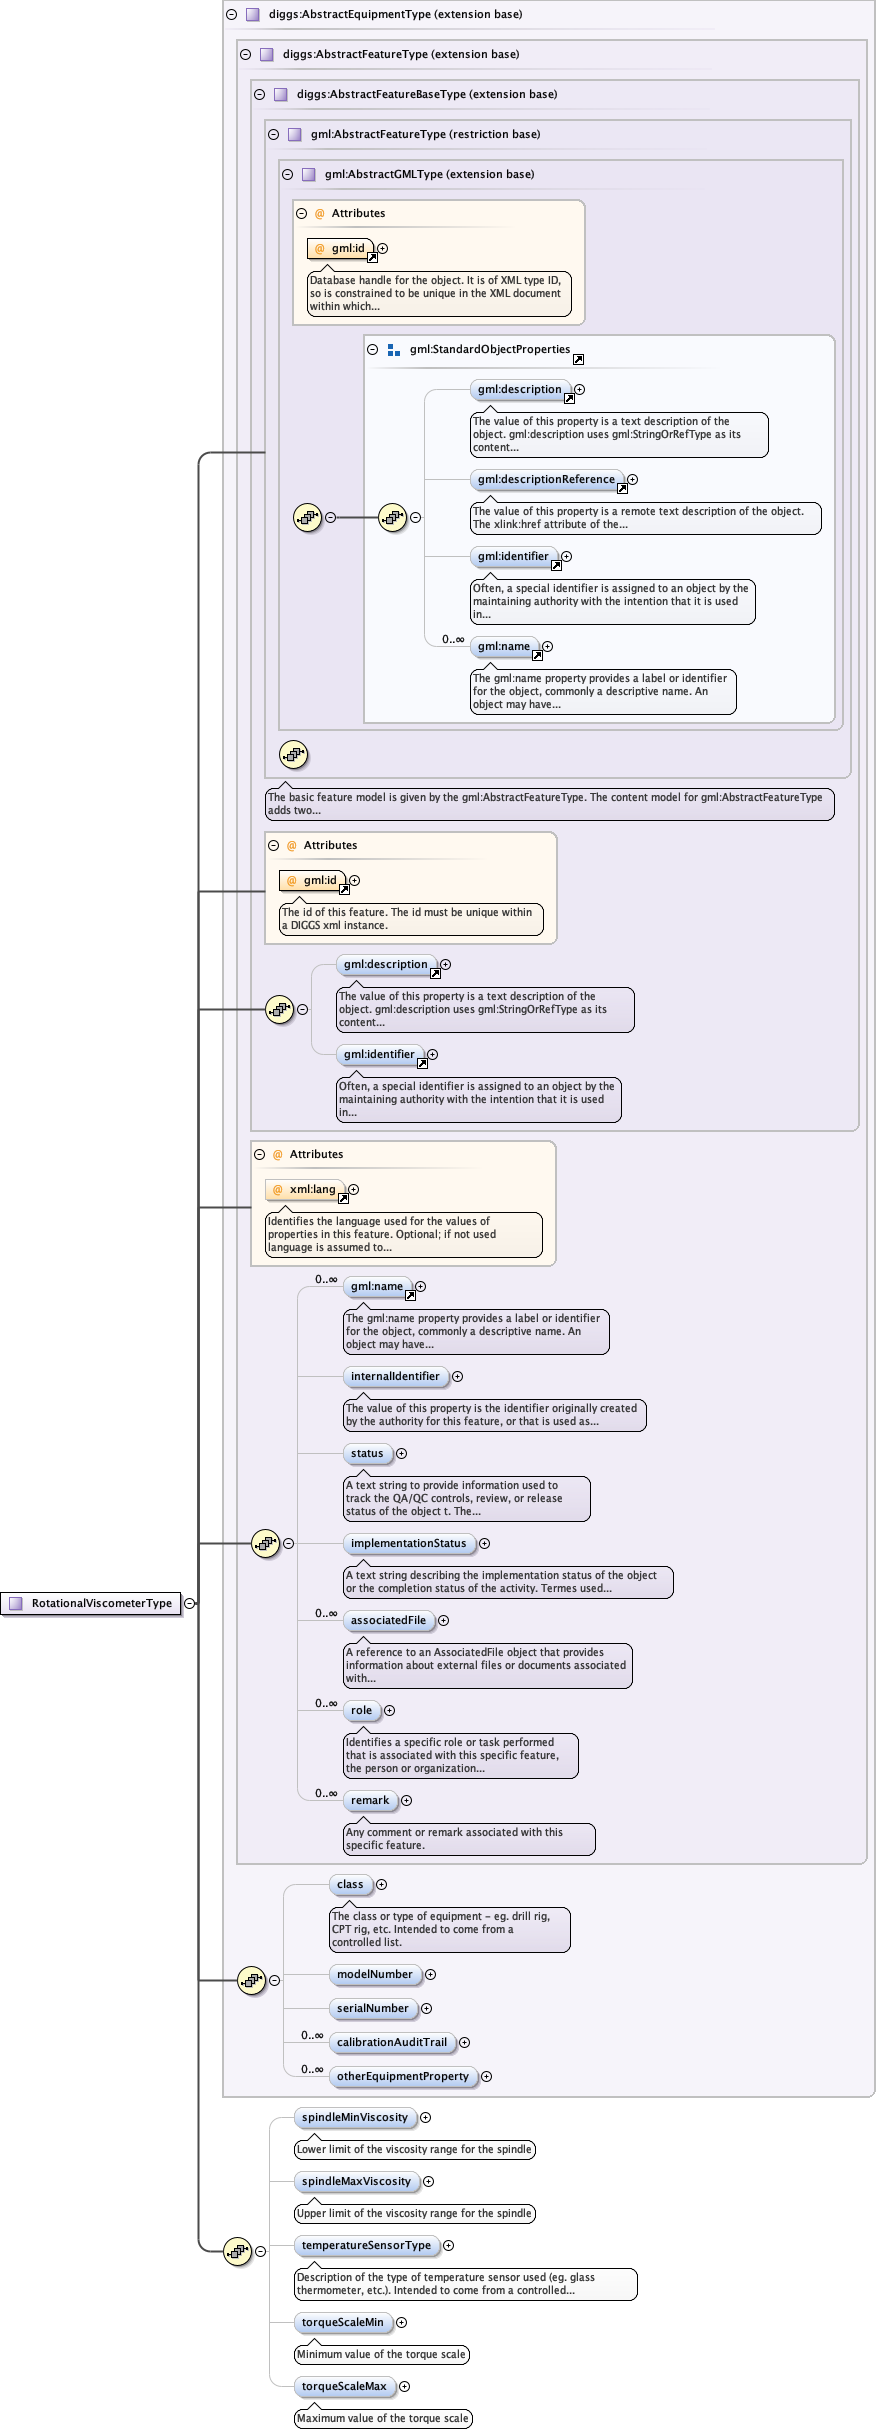 diggs:AbstractEquipmentType (extension base)
diggs:AbstractFeatureType (extension base)
diggs:AbstractFeatureBaseType (extension base)
gml:AbstractFeatureType (restriction base)
gml:AbstractGMLType (extension base)
@ Attributes
@ gml:id
Database handle for the object. It is of XML type ID,
so is constrained to be unique in the XML document
within which...
gml:StandardObjectProperties
gml:description
The value of this property is a text description of the
object. gml:description uses gml:StringOrRefType as its
content...
gml:descriptionReference
The value of this property is a remote text description of the object.
The xlink:href attribute of the...
gml:identifier
Often, a special identifier is assigned to an object by the
maintaining authority with the intention that it is used
in...
0..∞
gml:name
The gml:name property provides a label or identifier
for the object, commonly a descriptive name. An
object may have...
The basic feature model is given by the gml:AbstractFeatureType. The content model for gml:AbstractFeatureType
adds two...
@ Attributes
@ gml:id
The id of this feature. The id must be unique within
a DIGGS xml instance.
gml:description
The value of this property is a text description of the
object. gml:description uses gml:StringOrRefType as its
content...
gml:identifier
Often, a special identifier is assigned to an object by the
maintaining authority with the intention that it is used
in...
@ Attributes
@ xml:lang
Identifies the language used for the values of
properties in this feature. Optional; if not used
language is assumed to...
0..∞
gml:name
The gml:name property provides a label or identifier
for the object, commonly a descriptive name. An
object may have...
internalIdentifier
The value of this property is the identifier originally created
by the authority for this feature, or that is used as...
status
A text string to provide information used to
track the QA/QC controls, review, or release
status of the object t. The...
implementationStatus
A text string describing the implementation status of the object
or the completion status of the activity. Termes used...
RotationalViscometerType
0..∞
associatedFile
A reference to an AssociatedFile object that provides
information about external files or documents associated
with...
0..∞
role
Identifies a specific role or task performed
that is associated with this specific feature,
the person or organization...
0..∞
remark
Any comment or remark associated with this
specific feature.
class
The class or type of equipment - eg. drill rig,
CPT rig, etc. Intended to come from a
controlled list.
modelNumber
serialNumber
0..∞
calibrationAuditTrail
0..∞
otherEquipmentProperty
spindleMinViscosity
Lower limit of the viscosity range for the spindle
spindleMaxViscosity
Upper limit of the viscosity range for the spindle
temperatureSensorType
Description of the type of temperature sensor used (eg. glass
thermometer, etc.). Intended to come from a controlled...
torqueScaleMin
Minimum value of the torque scale
torqueScaleMax
Maximum value of the torque scale